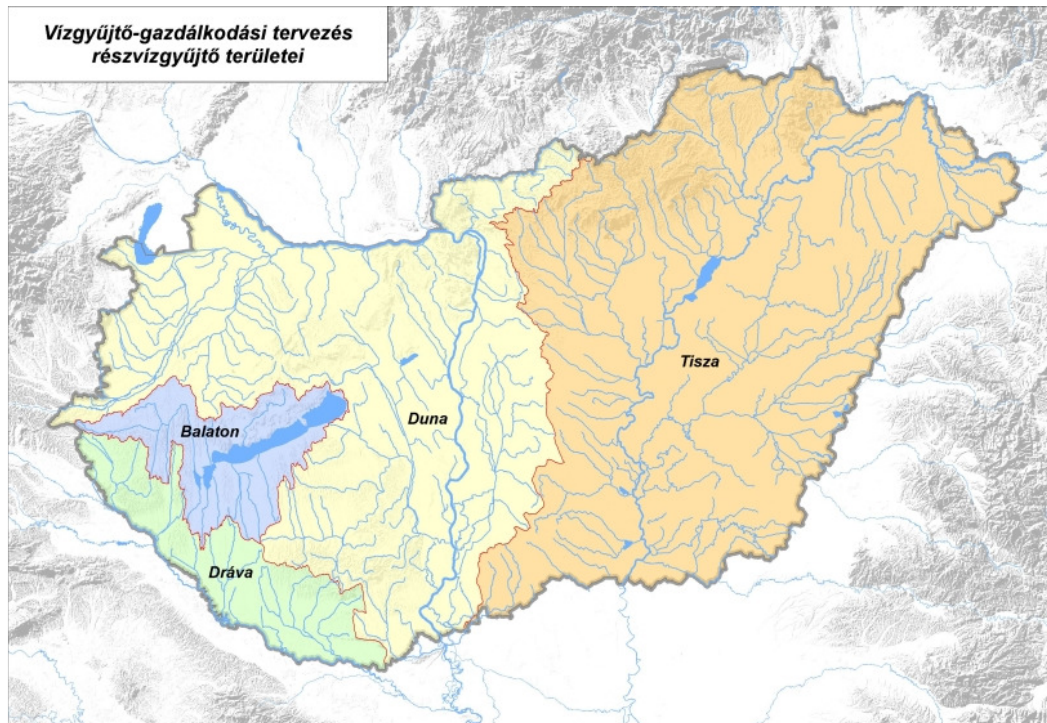 Vízgyűjtő-gazdálkodási tervezés
részvízgyűjtő területei
Tisza
Duna
Balaton
Dráva